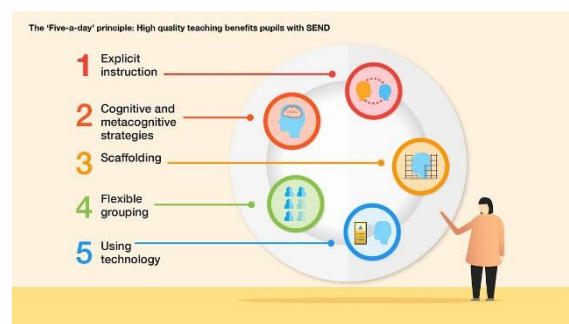 The 'Five-a-day' principle: High quality teaching benefits pupils with SEND
1 Explicit
instruction
2 Cognitive and
metacognitive
strategies
3 Scaffolding
4 Flexible
grouping
5 Using
technology